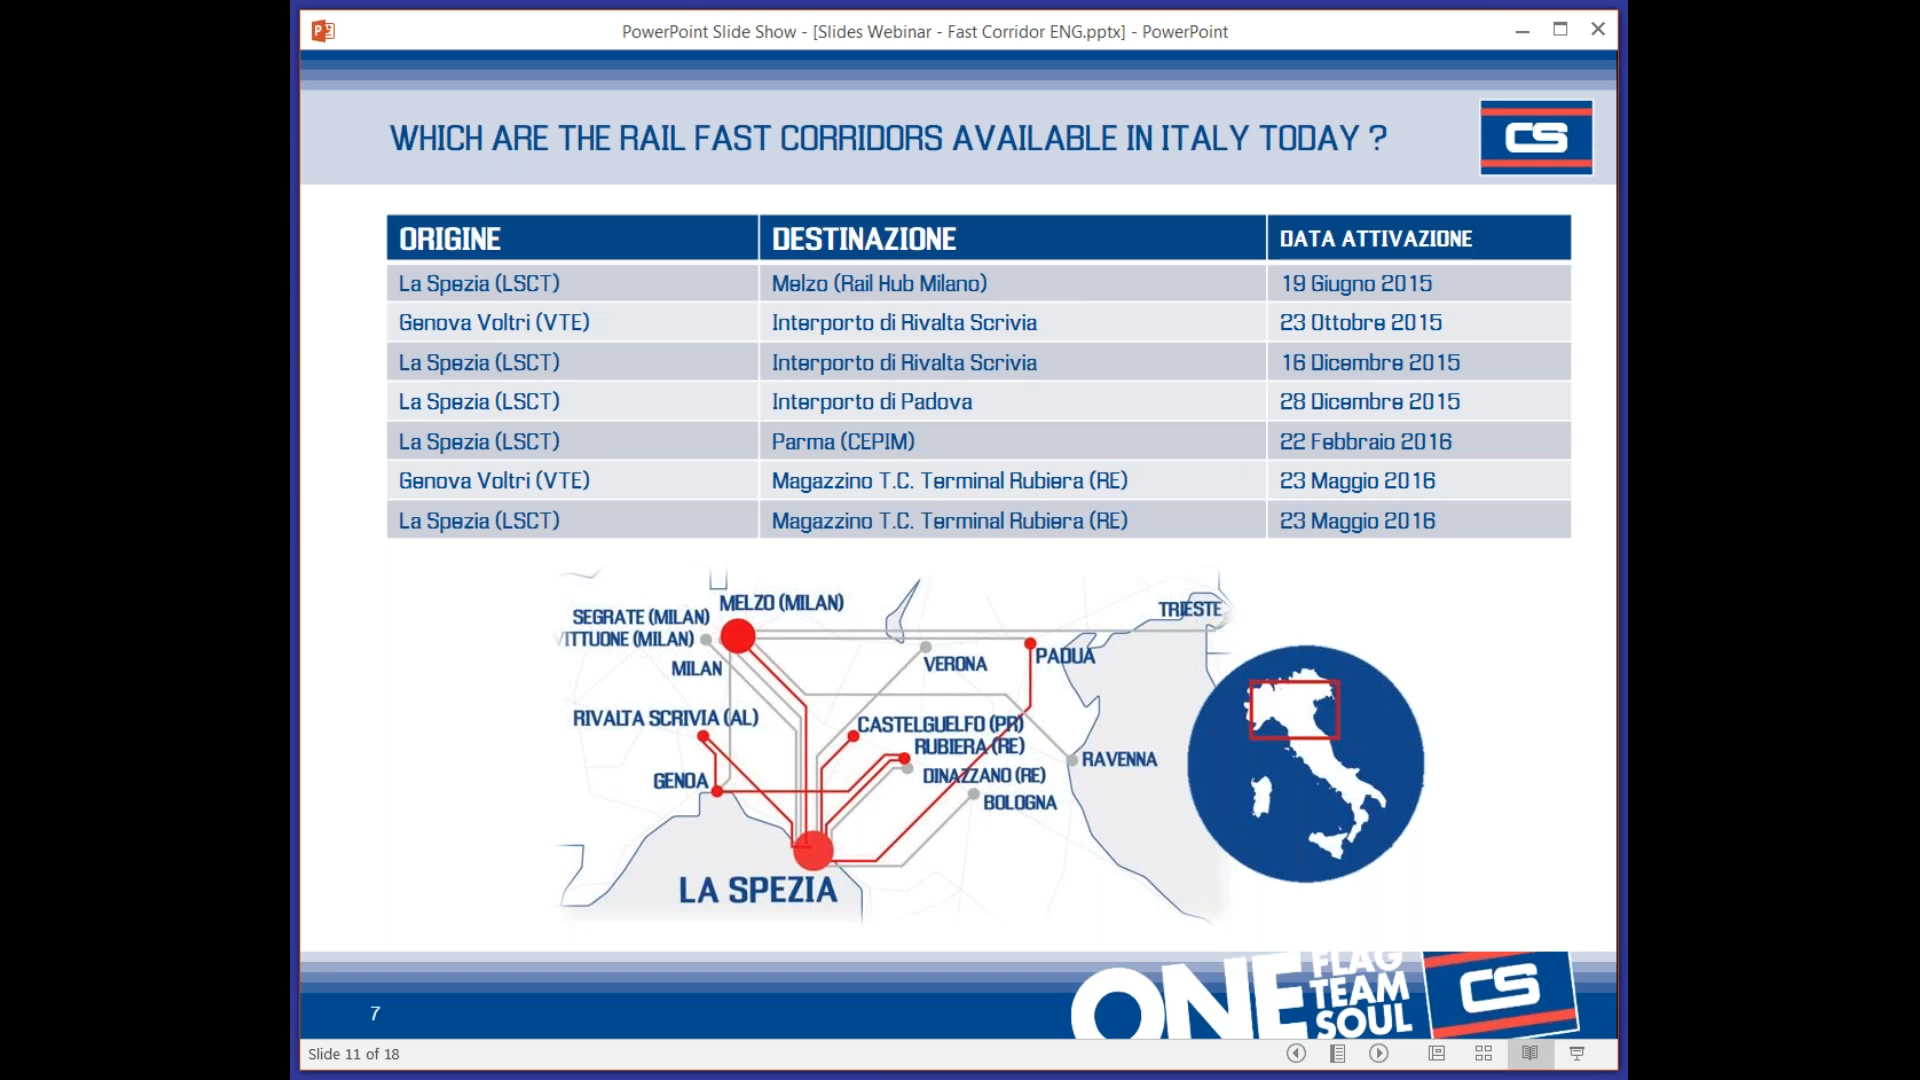 PowerPoint Slide Show - [Slides Webinar - Fast Corridor ENG.pptx] - PowerPoint
WHICH ARE THE RAIL FAST CORRIDORS AVAILABLE IN ITALY TODAY ?
CS
ORIGINE DESTINAZIONE DATA ATTIVAZIONE
La Spezia (LSCT) Melzo (Rail Hub Milano) 19 Giugno 2015
Genova Voltri (VTE) Interporto di Rivalta Scrivia 23 Ottobre 2015
La Spezia (LSCT) Interporto di Rivalta Scrivia 16 Dicembre 2015
La Spezia (LSCT) Interporto di Padova 28 Dicembre 2015
La Spezia (LSCT) Parma (CEPIM) 22 Febbraio 2016
Genova Voltri (VTE) Magazzino T.C. Terminal Rubiera (RE) 23 Maggio 2016
La Spezia (LSCT) Magazzino T.C. Terminal Rubiera (RE) 23 Maggio 2016
MELZO (MILAN)
SEGRATE (MILAN)
VITTUONE (MILAN)
MILAN
TRIESTE
VERONA
PADUA
RIVALTA SCRIVIA (AL)
CASTELGUELFO (PR)
RUBIERA (RE)
GENOA
DINAZZANO (RE)
RAVENNA
BOLOGNA
LA SPEZIA
ONE FLAG
TEAM
SOUL
CS
7
Slide 11 of 18